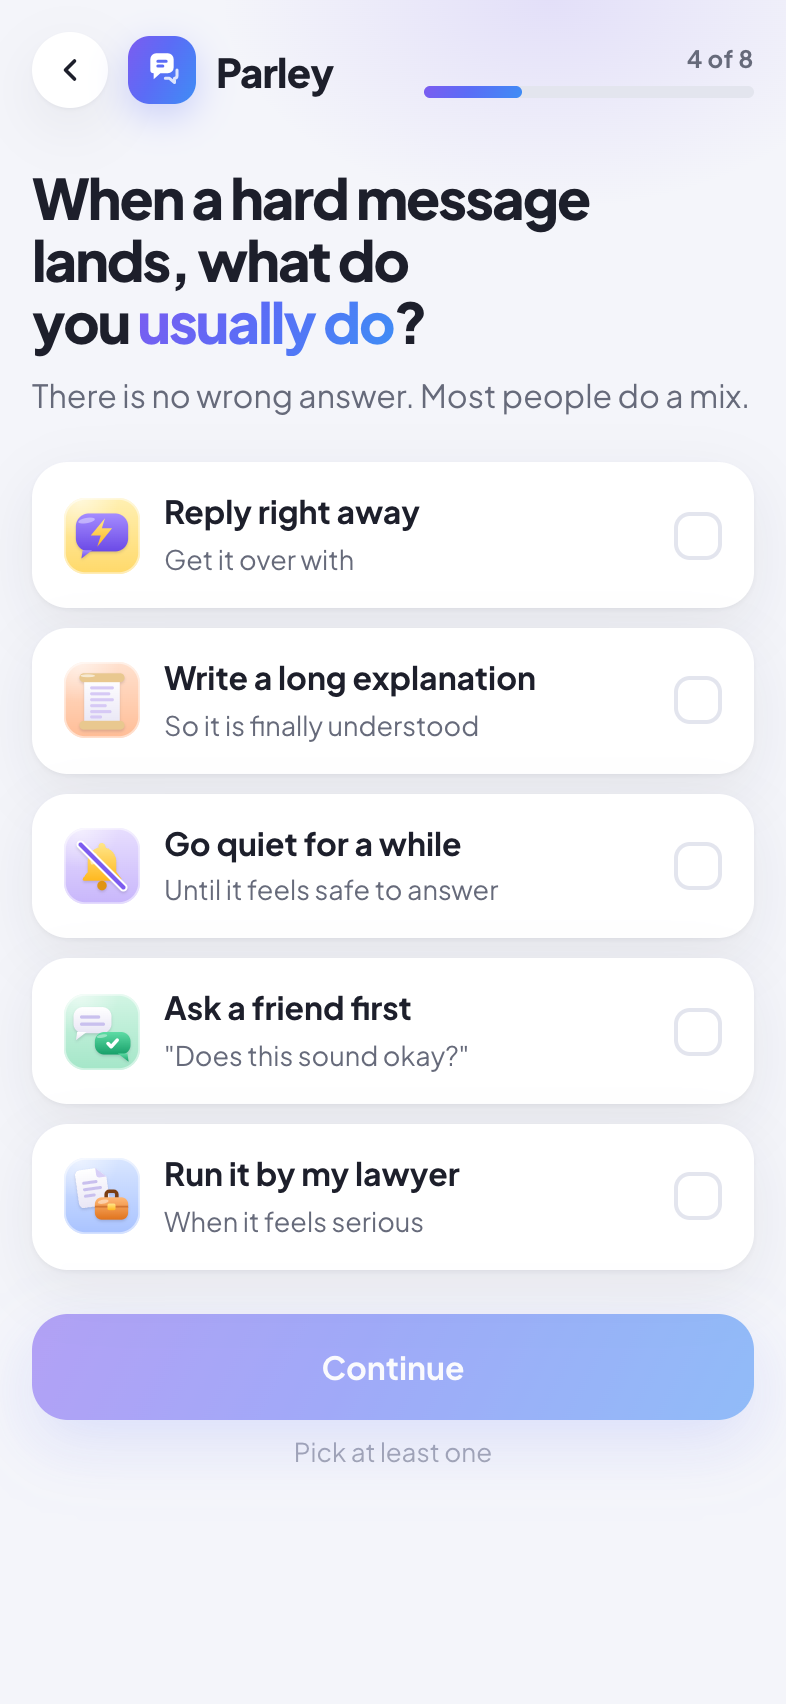 Parley
4 of 8
When a hard message
lands, what do
you usually do?
There is no wrong answer. Most people do a mix.
Reply right away
Get it over with
Write a long explanation
So it is finally understood
Go quiet for a while
Until it feels safe to answer
Ask a friend first
"Does this sound okay?"
Run it by my lawyer
When it feels serious
Continue
Pick at least one